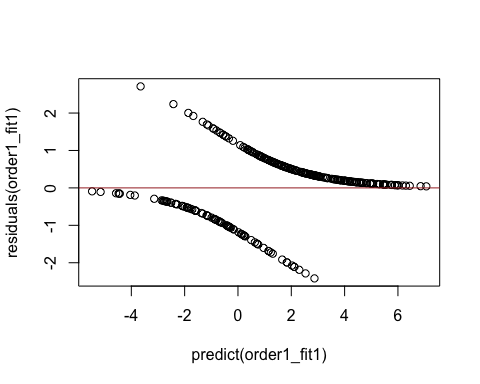 residuals(order1_fit1)
2
1
0
-1
-2
-4 -2 0 2 4 6
predict(order1_fit1)